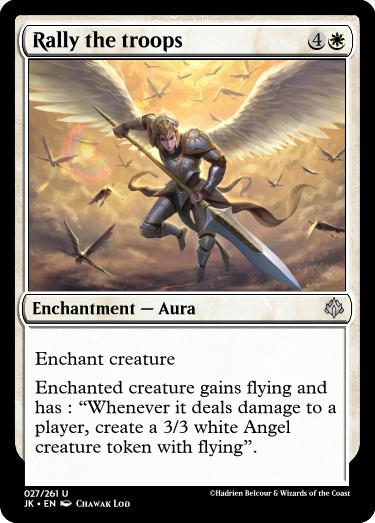 Rally the troops 4
Enchantment — Aura
Enchant creature
Enchanted creature gains flying and
has : “Whenever it deals damage to a
player, create a 3/3 white Angel
creature token with flying”.
027/261 U
JK • EN Chawak Lod
©Hadrien Belcour & Wizards of the Coast